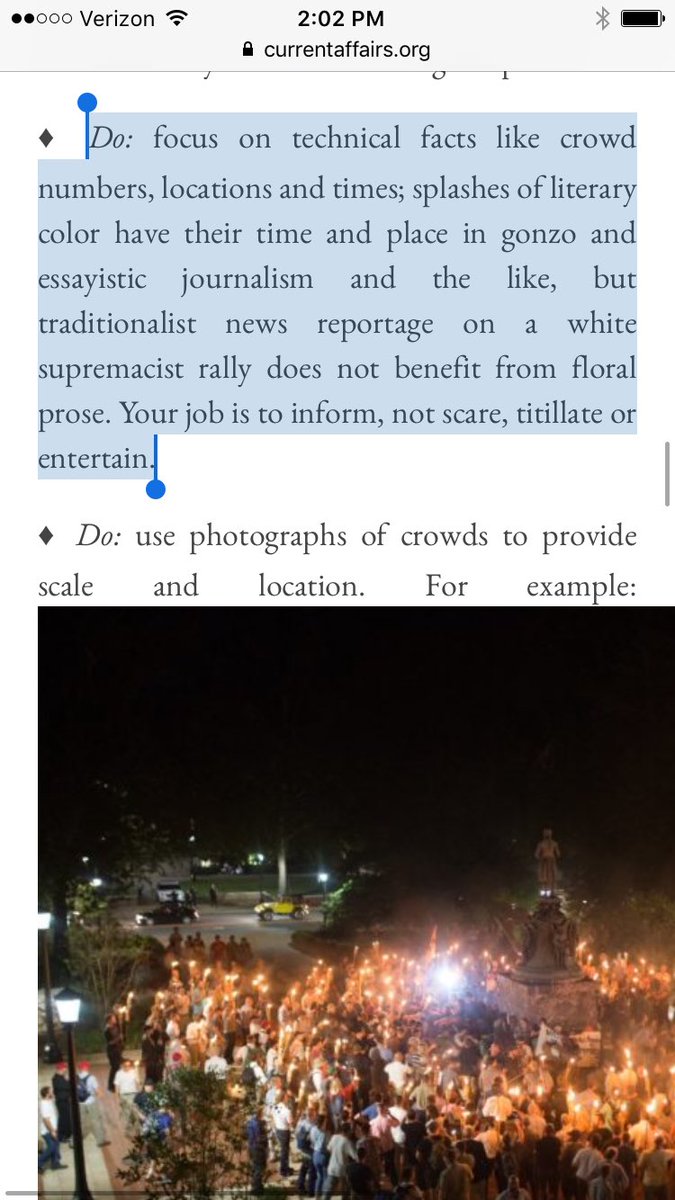 Verizon 2:02 PM
currentaffairs.org
♦ Do: focus on technical facts like crowd
numbers, locations and times; splashes of literary
color have their time and place in gonzo and
essayistic journalism and the like, but
traditionalist news reportage on a white
supremacist rally does not benefit from floral
prose. Your job is to inform, not scare, titillate or
entertain.
♦ Do: use photographs of crowds to provide
scale and location. For example: